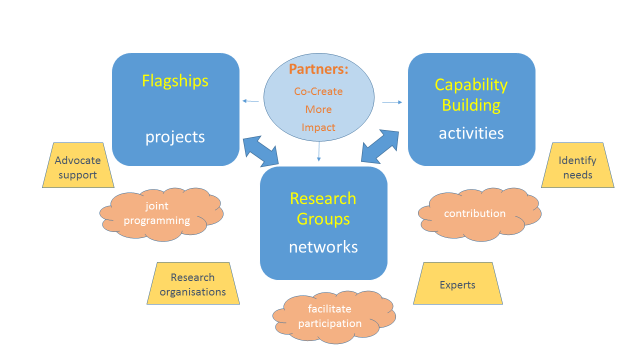 Flagships
projects
Partners:
Co-Create
More
Impact
Capability
Building
activities
Advocate
support
Identify
needs
joint
programming
Research
Groups
networks
contribution
Research
organisations
Experts
facilitate
participation